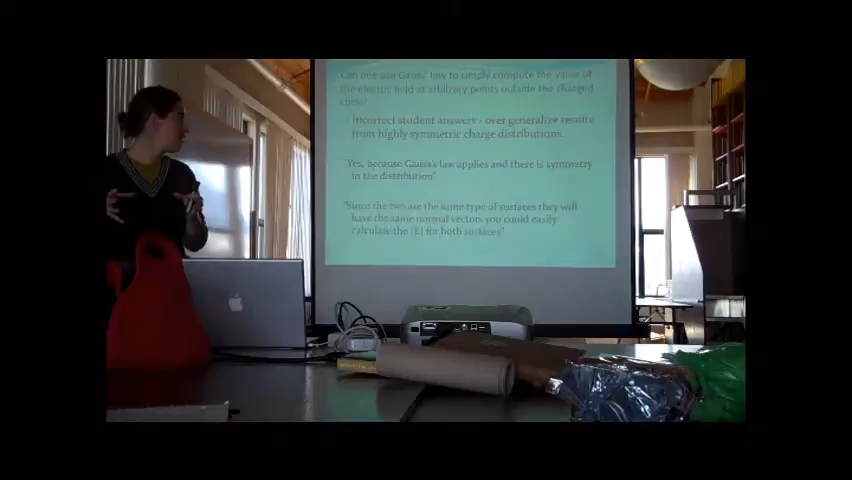 Can one use Gauss' law to simply compute the value of
the electric field at arbitrary points outside the charged
cube?
- Incorrect student answers - over generalize results
from highly symmetric charge distributions.
"Yes, because Gauss's law applies and there is symmetry
in the distribution"
"Since the two are the same type of surfaces they will
have the same normal vectors you could easily
calculate the |E| for both surfaces"